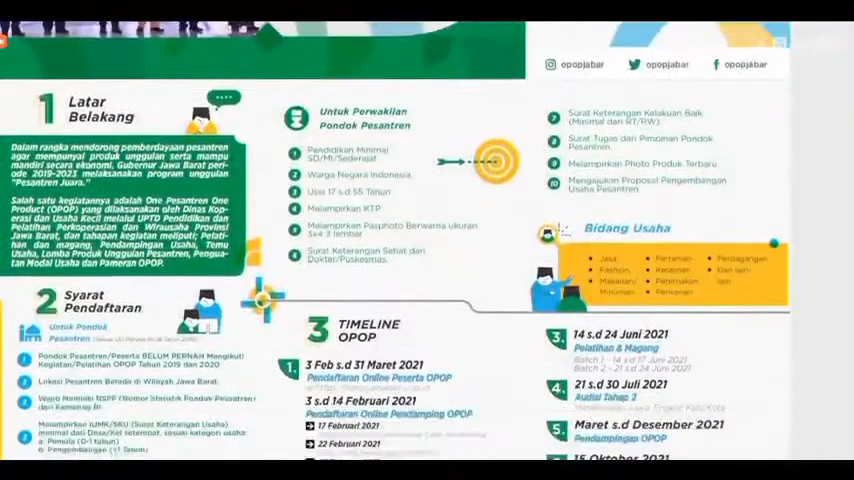 opopjabar
opopjabar
opopjabar
1 Latar
Belakang
Dalam rangka mendorong pemberdayaan pesantren
agar mempunyai produk unggulan serta mampu
mandiri secara ekonomi, Gubernur Jawa Barat peri-
ode 2019-2023 melaksanakan program unggulan
"Pesantren Juara."
Salah satu kegiatannya adalah One Pesantren One
Product (OPOP) yang dilaksanakan oleh Dinas Kop-
erasi dan Usaha Kecil melalui UPTD Pendidikan dan
Pelatihan Perkoperasian dan Wirausaha Provinsi
Jawa Barat, dan tahapan kegiatan meliputi; Pelati-
han dan magang, Pendampingan Usaha, Temu
Usaha, Lomba Produk Unggulan Pesantren, Pengua-
tan Modal Usaha dan Pameran OPOP.
2 Syarat
Pendaftaran
Untuk Pondok
Pesantren
1 Pondok Pesantren/Peserta BELUM PERNAH Mengikuti
Kegiatan/Pelatihan OPOP Tahun 2019 dan 2020
2 Lokasi Pesantren Berada di Wilayah Jawa Barat
Wajib Memiliki NSPP (Nomor Statistik Pondok Pesantren)
dari Kemenag RI
Melampirkan IUMK/SKU (Surat Keterangan Usaha)
minimal dari Desa/Kel setempat, sesuai kategori usaha:
a. Pemula (0-1 tahun)
b. Pengembangan (>1 Tahun)
Untuk Perwakilan
Pondok Pesantren
1 Pendidikan Minimal
SD/MI/Sederajat
2 Warga Negara Indonesia
3 Usia 17 s.d 55 Tahun
4 Melampirkan KTP
5 Melampirkan Pasphoto Berwarna ukuran
3x4 3 lembar
6 Surat Keterangan Sehat dari
Dokter/Puskesmas.
7 Surat Keterangan Kelakuan Baik
(Minimal dari RT/RW)
8 Surat Tugas dari Pimpinan Pondok
Pesantren
9 Melampirkan Photo Produk Terbaru
10 Mengajukan Proposal Pengembangan
Usaha Pesantren
Bidang Usaha
Jasa
Fashion
Makanan/
Minuman
Pertanian
Kerajinan
Peternakan
Perikanan
Perdagangan
Dan lain-
lain
3 TIMELINE
OPOP
1. 3 Feb s.d 31 Maret 2021
Pendaftaran Online Peserta OPOP
3 s.d 14 Februari 2021
Pendaftaran Online Pendamping OPOP
17 Februari 2021
22 Februari 2021
3. 14 s.d 24 Juni 2021
Pelatihan & Magang
Batch 1 - 14 s.d 17 Juni 2021
Batch 2 - 21 s.d 24 Juni 2021
4. 21 s.d 30 Juli 2021
Audisi Tahap 2
5. Maret s.d Desember 2021
Pendampingan OPOP
15 Oktober 2021